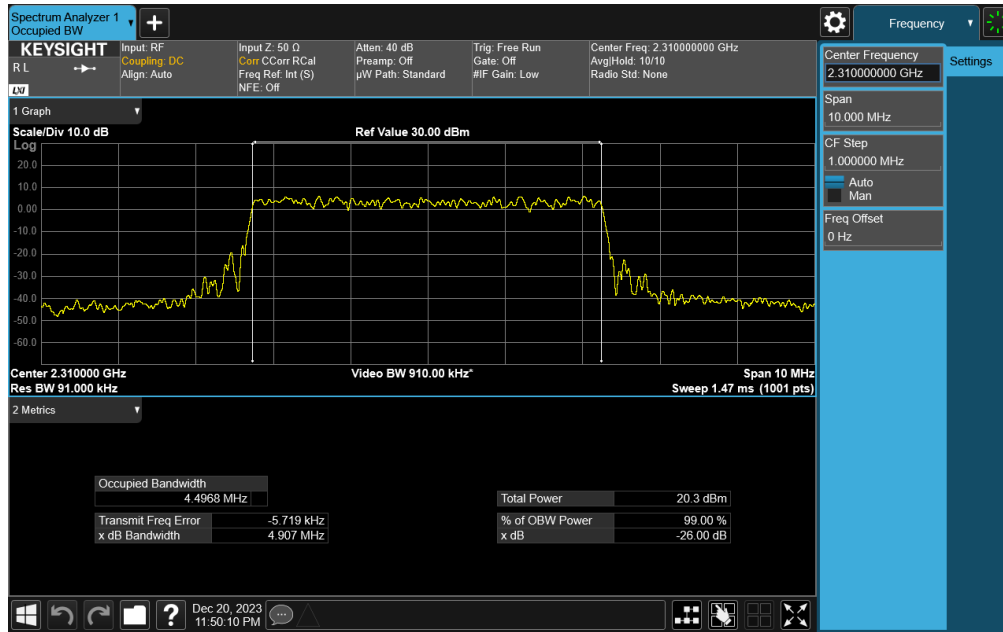 Spectrum Analyzer 1
Occupied BW
+
Frequency
KEYSIGHT
R L
LXI
Input: RF
Coupling: DC
Align: Auto
Input Z: 50 Ω
Corr CCorr RCal
Freq Ref: Int (S)
NFE: Off
Atten: 40 dB
Preamp: Off
µW Path: Standard
Trig: Free Run
Gate: Off
#IF Gain: Low
Center Freq: 2.310000000 GHz
Avg|Hold: 10/10
Radio Std: None
Center Frequency
2.310000000 GHz
Settings
Span
10.000 MHz
CF Step
1.000000 MHz
Auto
Man
Freq Offset
0 Hz
1 Graph
Scale/Div 10.0 dB
Ref Value 30.00 dBm
Log
20.0
10.0
0.00
-10.0
-20.0
-30.0
-40.0
-50.0
-60.0
Center 2.310000 GHz
Video BW 910.00 kHz*
Span 10 MHz
Res BW 91.000 kHz
Sweep 1.47 ms (1001 pts)
2 Metrics
Occupied Bandwidth
4.4968 MHz
Total Power 20.3 dBm
Transmit Freq Error -5.719 kHz
% of OBW Power 99.00 %
x dB Bandwidth 4.907 MHz
x dB -26.00 dB
?
Dec 20, 2023
11:50:10 PM